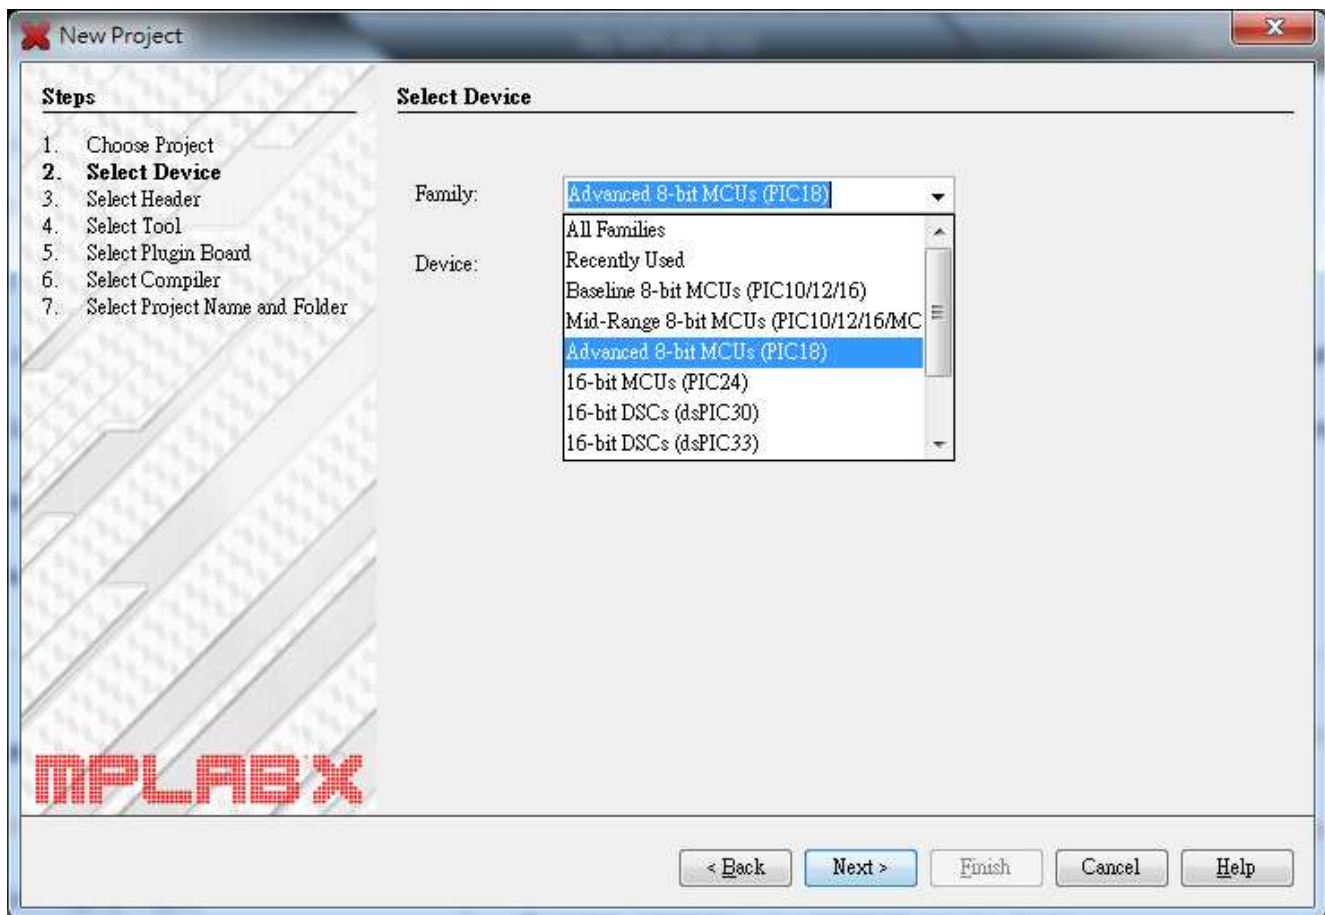 New Project
Steps
1. Choose Project
2. Select Device
3. Select Header
4. Select Tool
5. Select Plugin Board
6. Select Compiler
7. Select Project Name and Folder
MPLAB X
Select Device
Family:
Advanced 8-bit MCUs (PIC18)
All Families
Recently Used
Baseline 8-bit MCUs (PIC10/12/16)
Mid-Range 8-bit MCUs (PIC10/12/16/MC
Advanced 8-bit MCUs (PIC18)
16-bit MCUs (PIC24)
16-bit DSCs (dsPIC30)
16-bit DSCs (dsPIC33)
Device:
< Back
Next >
Finish
Cancel
Help